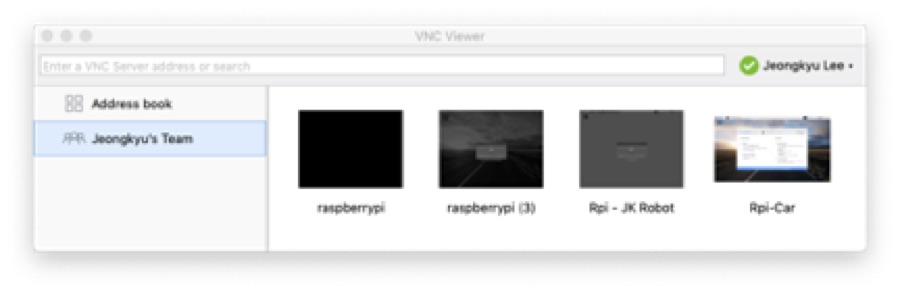 VNC Viewer
Enter a VNC Server address or search
Jeongkyu Lee
Address book
Jeongkyu's Team
raspberrypi
raspberrypi (3)
Rpi - JK Robot
Rpi-Car